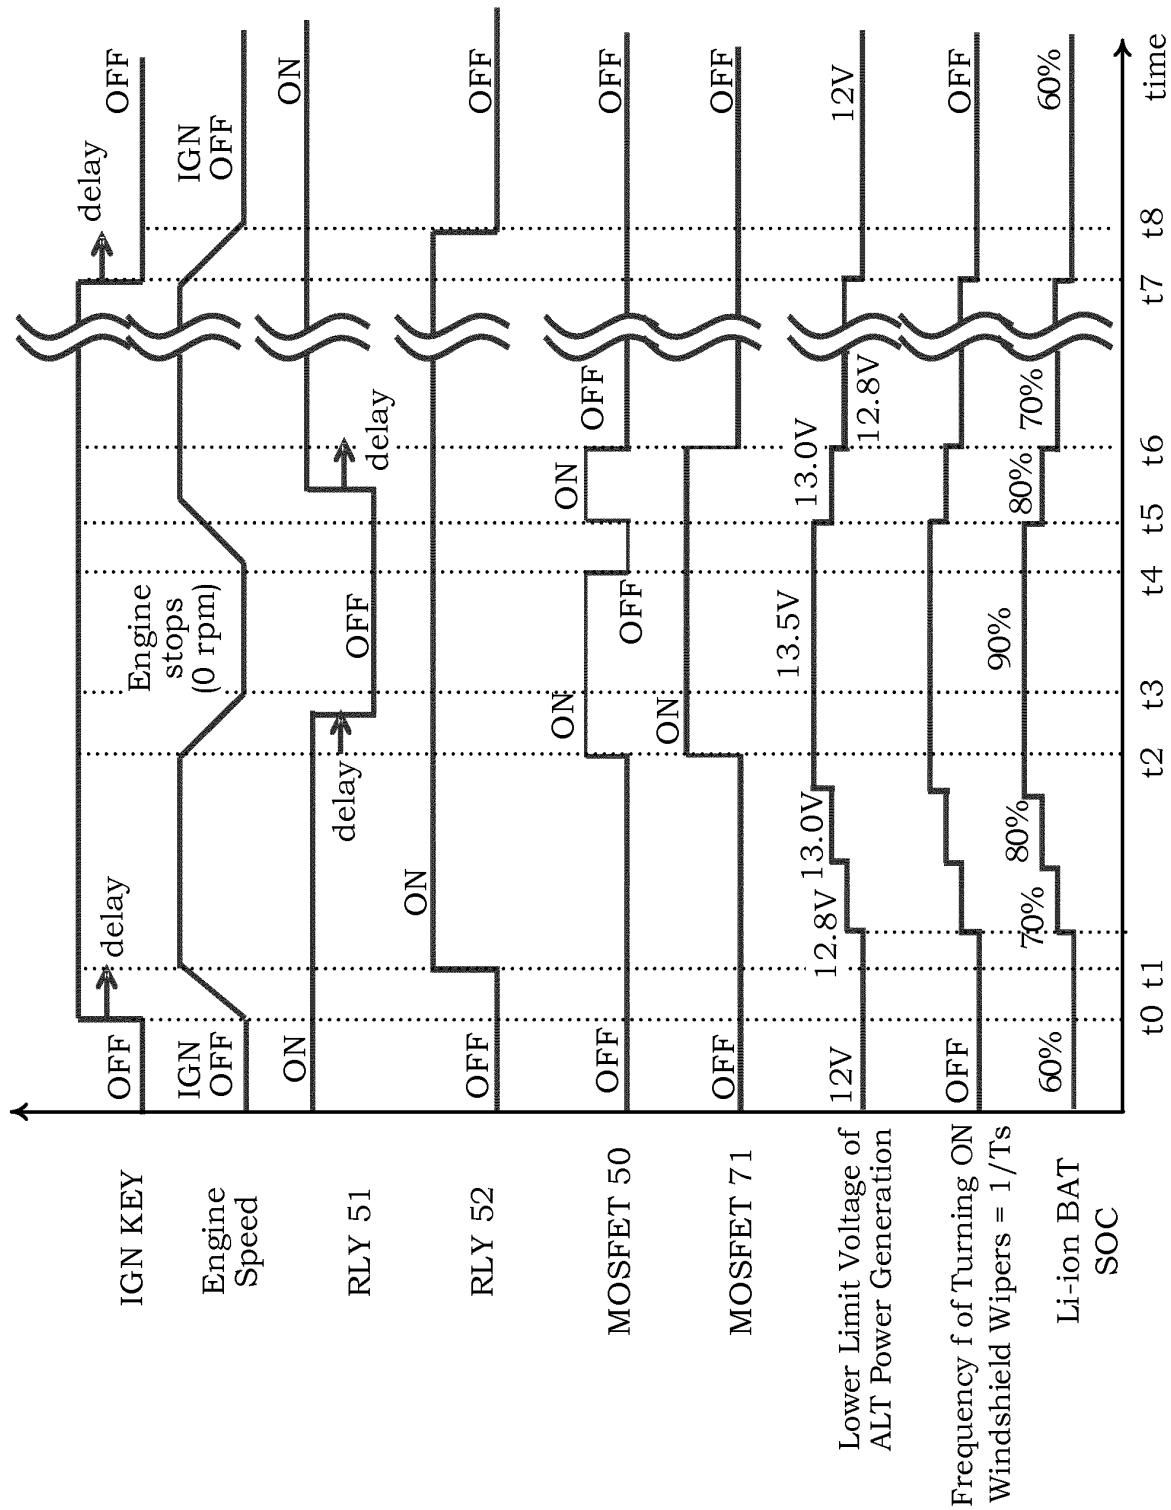 IGN KEY
OFF
delay
delay
OFF
Engine
Speed
IGN
OFF
Engine
stops
(0 rpm)
IGN
OFF
RLY 51
ON
delay
OFF
delay
ON
RLY 52
OFF
ON
OFF
MOSFET 50
OFF
ON
OFF
ON
OFF
OFF
MOSFET 71
OFF
ON
OFF
Lower Limit Voltage of
ALT Power Generation
12V
12.8V
13.0V
13.5V
13.0V
12.8V
12V
Frequency f of Turning ON
Windshield Wipers = 1/Ts
OFF
OFF
Li-ion BAT
SOC
60%
70%
80%
90%
80%
70%
60%
t0 t1 t2 t3 t4 t5 t6 t7 t8 time